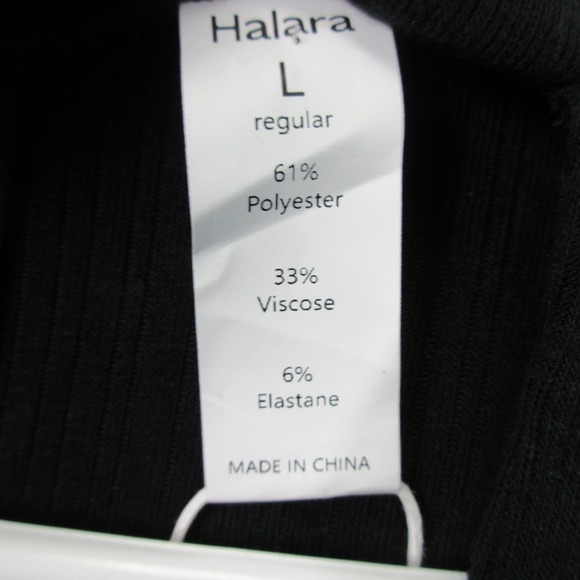 Halara
L
regular
61%
Polyester
33%
Viscose
6%
Elastane
MADE IN CHINA